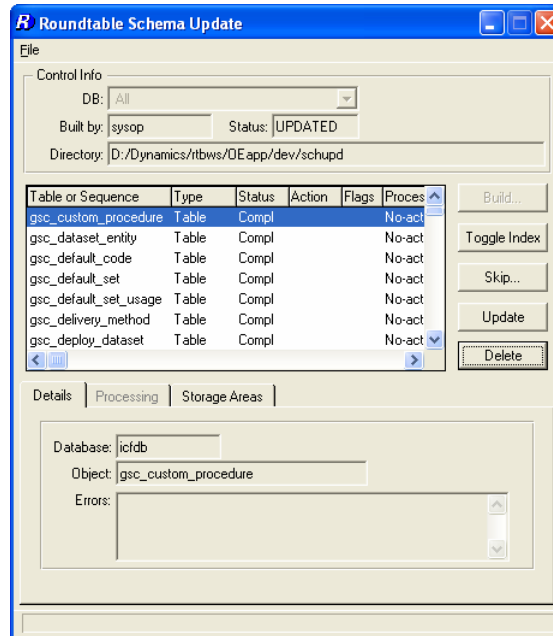 R Roundtable Schema Update
File
Control Info
DB: All
Built by: sysop Status: UPDATED
Directory: D:/Dynamics/rtbws/OEapp/dev/schupd
Table or Sequence Type Status Action Flags Proces
gsc_custom_procedure Table Compl No-act
gsc_dataset_entity Table Compl No-act
gsc_default_code Table Compl No-act
gsc_default_set Table Compl No-act
gsc_default_set_usage Table Compl No-act
gsc_delivery_method Table Compl No-act
gsc_deploy_dataset Table Compl No-act
Build...
Toggle Index
Skip...
Update
Delete
Details Processing Storage Areas
Database: icfdb
Object: gsc_custom_procedure
Errors: